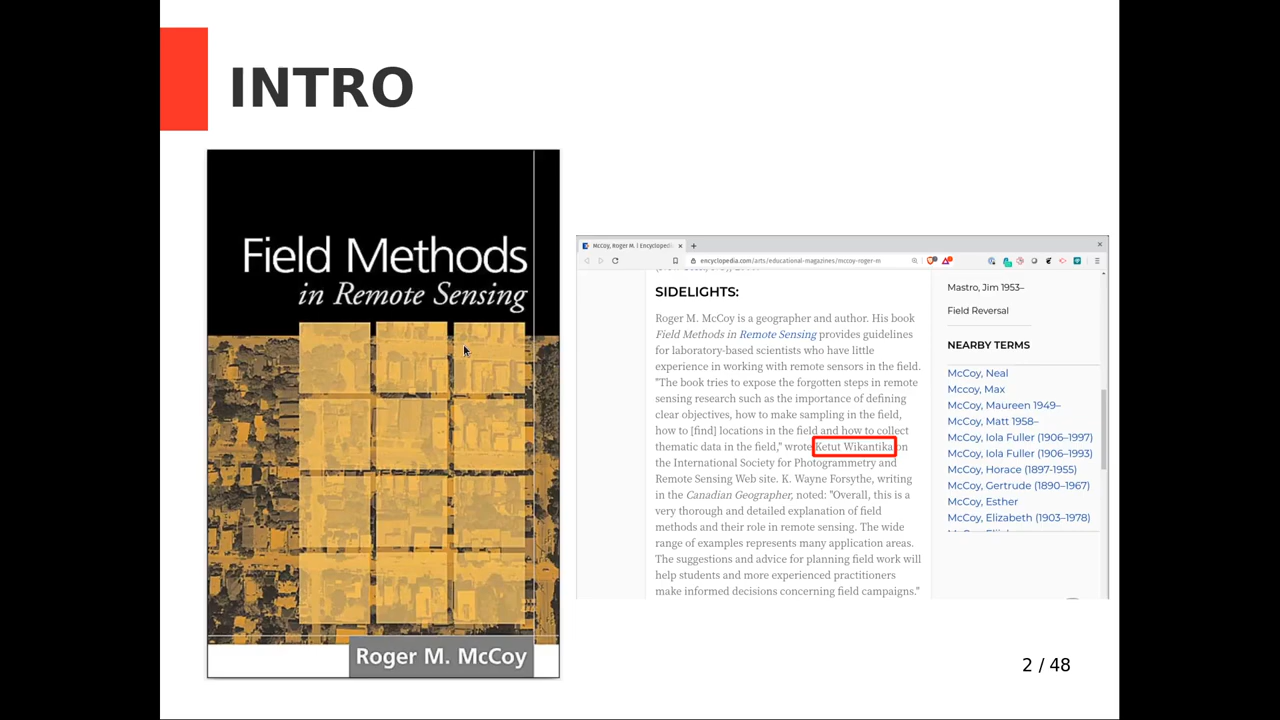 INTRO
Field Methods
in Remote Sensing
Roger M. McCoy
McCoy, Roger M. | Encyclopedi
encyclopedia.com/arts/educational-magazines/mccoy-roger-m
SIDELIGHTS:
Roger M. McCoy is a geographer and author. His book
Field Methods in Remote Sensing provides guidelines
for laboratory-based scientists who have little
experience in working with remote sensors in the field.
"The book tries to expose the forgotten steps in remote
sensing research such as the importance of defining
clear objectives, how to make sampling in the field,
how to [find] locations in the field and how to collect
thematic data in the field," wrote Ketut Wikantika on
the International Society for Photogrammetry and
Remote Sensing Web site. K. Wayne Forsythe, writing
in the Canadian Geographer, noted: "Overall, this is a
very thorough and detailed explanation of field
methods and their role in remote sensing. The wide
range of examples represents many application areas.
The suggestions and advice for planning field work will
help students and more experienced practitioners
make informed decisions concerning field campaigns."
Mastro, Jim 1953–
Field Reversal
NEARBY TERMS
McCoy, Neal
Mccoy, Max
McCoy, Maureen 1949–
McCoy, Matt 1958–
McCoy, Iola Fuller (1906–1997)
McCoy, Iola Fuller (1906–1993)
McCoy, Horace (1897-1955)
McCoy, Gertrude (1890–1967)
McCoy, Esther
McCoy, Elizabeth (1903–1978)
2 / 48